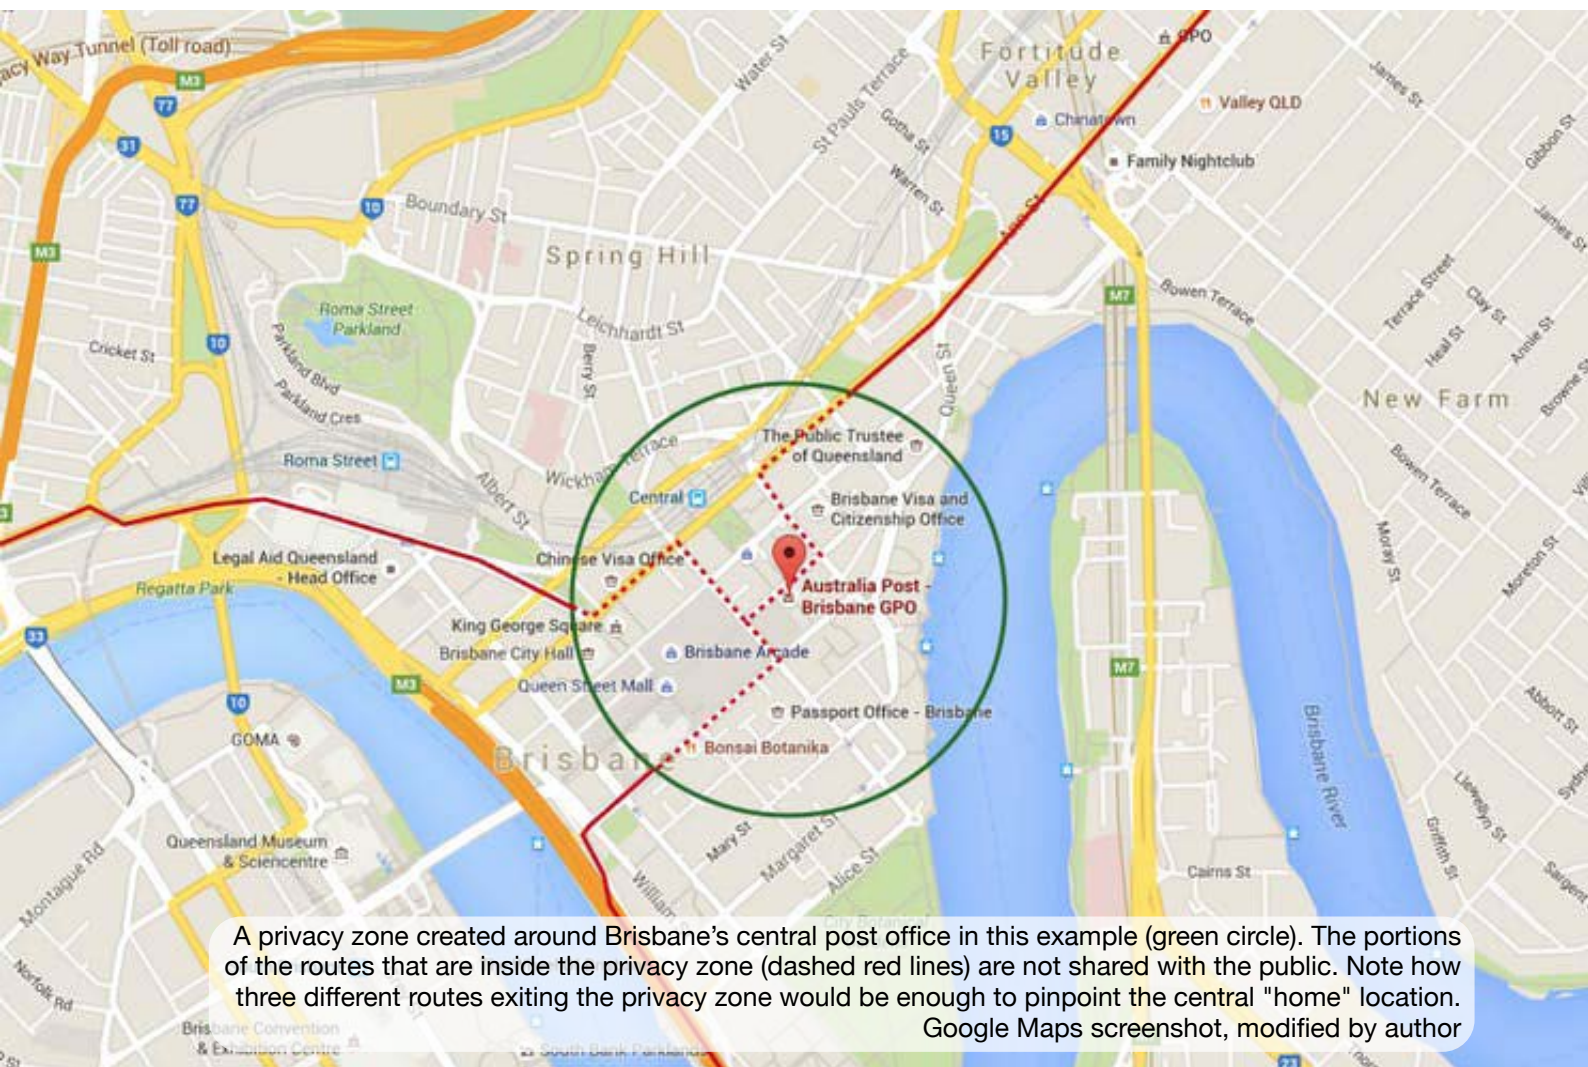 acy Way Tunnel (Toll road)
GPO
Fortitude
Valley
Water St
St Pauls Terrace
James St
M3
77
Valley QLD
Gotha St
Chinatown
15
Gibbon St
31
Family Nightclub
Warren St
77
10
Boundary St
Ann St
James St
M3
Spring Hill
M7
Bowen Terrace
Terrace Street
Clay St
Roma Street
Parkland
Leichhardt St
Heal St
Annie St
10
Cricket St
Parkland Blvd
Berry St
Queen St
Browne S
Parkland Cres
New Farm
The Public Trustee
of Queensland
Wickham Terrace
Roma Street
Bowen Terrace
Albert St
Central
Brisbane Visa and
Citizenship Office
3
Moray St
Legal Aid Queensland
- Head Office
Chinese Visa Office
Moreton St
Regatta Park
Australia Post -
Brisbane GPO
33
King George Square
Brisbane City Hall
Brisbane Arcade
M3
Queen Street Mall
M7
10
Passport Office - Brisbane
Abbott St
GOMA
Brisbane
Bonsai Botanika
Brisbane River
Sydne
Llewellyn St
Queensland Museum
& Sciencentre
Mary St
Margaret St
Alice St
Griffith St
Montague Rd
William
Cairns St
Sargent
City Botanical
A privacy zone created around Brisbane's central post office in this example (green circle). The portions
of the routes that are inside the privacy zone (dashed red lines) are not shared with the public. Note how
three different routes exiting the privacy zone would be enough to pinpoint the central "home" location.
Google Maps screenshot, modified by author
Norfolk Rd
Brisbane Convention
& Exhibition Centre
South Bank Parklands
23